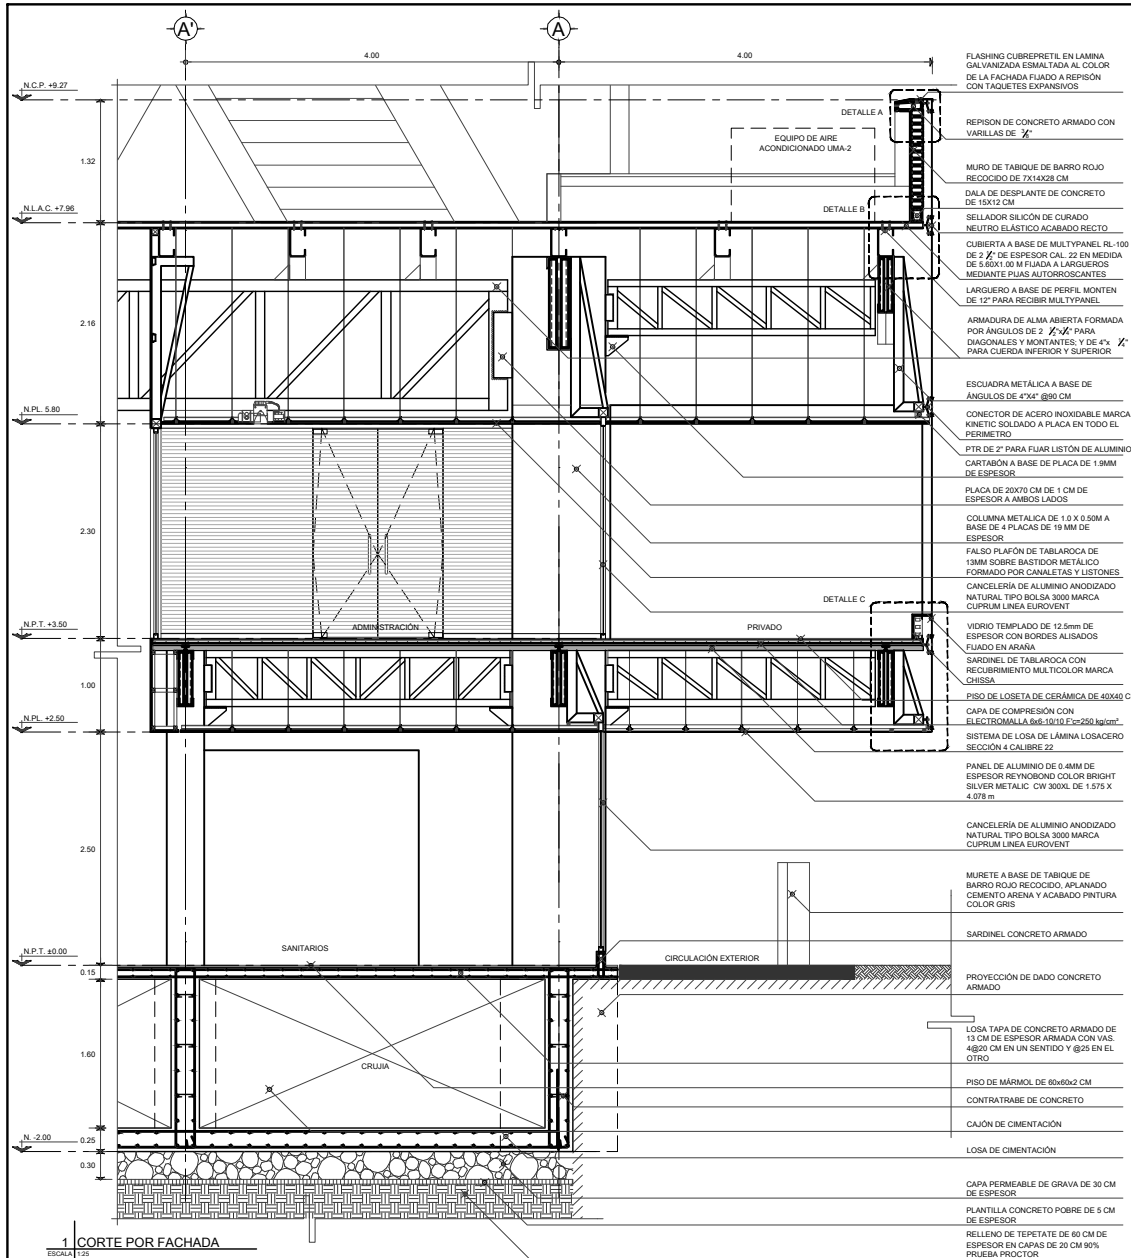 A'
A
4.00
4.00
N.C.P. +9.27
1.32
N.L.A.C. +7.96
2.16
N.PL. 5.80
2.30
N.P.T. +3.50
1.00
N.PL. +2.50
2.50
N.P.T. ±0.00
0.15
1.60
N. -2.00
0.25
0.30
DETALLE A
EQUIPO DE AIRE
ACONDICIONADO UMA-2
DETALLE B
DETALLE C
ADMINISTRACIÓN
PRIVADO
SANITARIOS
CIRCULACIÓN EXTERIOR
CRUJIA
FLASHING CUBREPRETIL EN LAMINA
GALVANIZADA ESMALTADA AL COLOR
DE LA FACHADA FIJADO A REPISÓN
CON TAQUETES EXPANSIVOS
REPISON DE CONCRETO ARMADO CON
VARILLAS DE
MURO DE TABIQUE DE BARRO ROJO
RECOCIDO DE 7X14X28 CM
DALA DE DESPLANTE DE CONCRETO
DE 15X12 CM
SELLADOR SILICÓN DE CURADO
NEUTRO ELÁSTICO ACABADO RECTO
CUBIERTA A BASE DE MULTYPANEL RL-100
DE 2 ½" DE ESPESOR CAL. 22 EN MEDIDA
DE 5.60X1.00 M FIJADA A LARGUEROS
MEDIANTE PIJAS AUTORROSCANTES
LARGUERO A BASE DE PERFIL MONTEN
DE 12" PARA RECIBIR MULTYPANEL
ARMADURA DE ALMA ABIERTA FORMADA
POR ÁNGULOS DE 2 PARA
DIAGONALES Y MONTANTES; Y DE 4"x
PARA CUERDA INFERIOR Y SUPERIOR
ESCUADRA METÁLICA A BASE DE
ÁNGULOS DE 4"X4" @90 CM
CONECTOR DE ACERO INOXIDABLE MARCA
KINETIC SOLDADO A PLACA EN TODO EL
PERIMETRO
PTR DE 2" PARA FIJAR LISTÓN DE ALUMINIO
CARTABÓN A BASE DE PLACA DE 1.9MM
DE ESPESOR
PLACA DE 20X70 CM DE 1 CM DE
ESPESOR A AMBOS LADOS
COLUMNA METALICA DE 1.0 X 0.50M A
BASE DE 4 PLACAS DE 19 MM DE
ESPESOR
FALSO PLAFÓN DE TABLAROCA DE
13MM SOBRE BASTIDOR METÁLICO
FORMADO POR CANALETAS Y LISTONES
CANCELERÍA DE ALUMINIO ANODIZADO
NATURAL TIPO BOLSA 3000 MARCA
CUPRUM LINEA EUROVENT
VIDRIO TEMPLADO DE 12.5mm DE
ESPESOR CON BORDES ALISADOS
FIJADO EN ARAÑA
SARDINEL DE TABLAROCA CON
RECUBRIMIENTO MULTICOLOR MARCA
CHISSA
PISO DE LOSETA DE CERÁMICA DE 40X40 C
CAPA DE COMPRESIÓN CON
ELECTROMALLA 6x6-10/10 F'c=250 kg/cm²
SISTEMA DE LOSA DE LÁMINA LOSACERO
SECCIÓN 4 CALIBRE 22
PANEL DE ALUMINIO DE 0.4MM DE
ESPESOR REYNOBOND COLOR BRIGHT
SILVER METALIC CW 300XL DE 1.575 X
4.078 m
CANCELERÍA DE ALUMINIO ANODIZADO
NATURAL TIPO BOLSA 3000 MARCA
CUPRUM LINEA EUROVENT
MURETE A BASE DE TABIQUE DE
BARRO ROJO RECOCIDO, APLANADO
CEMENTO ARENA Y ACABADO PINTURA
COLOR GRIS
SARDINEL CONCRETO ARMADO
PROYECCIÓN DE DADO CONCRETO
ARMADO
LOSA TAPA DE CONCRETO ARMADO DE
13 CM DE ESPESOR ARMADA CON VAS.
4@20 CM EN UN SENTIDO Y @25 EN EL
OTRO
PISO DE MÁRMOL DE 60x60x2 CM
CONTRATRABE DE CONCRETO
CAJÓN DE CIMENTACIÓN
LOSA DE CIMENTACIÓN
CAPA PERMEABLE DE GRAVA DE 30 CM
DE ESPESOR
PLANTILLA CONCRETO POBRE DE 5 CM
DE ESPESOR
RELLENO DE TEPETATE DE 60 CM DE
ESPESOR EN CAPAS DE 20 CM 90%
PRUEBA PROCTOR
1 CORTE POR FACHADA
ESCALA 1:25